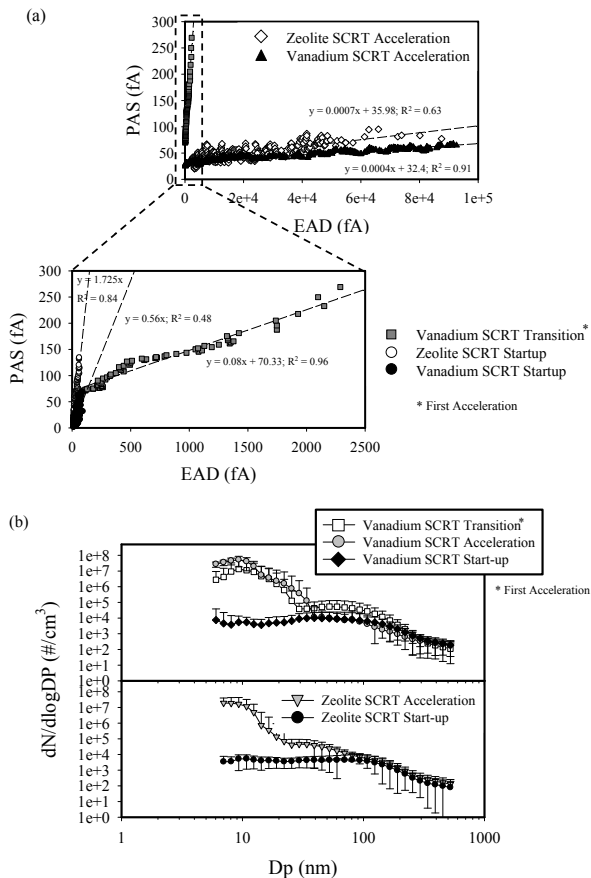 (a)
300
250
200
150
100
50
0
PAS (fA)
Zeolite SCRT Acceleration
Vanadium SCRT Acceleration
y = 0.0007x + 35.98; R2 = 0.63
y = 0.0004x + 32.4; R2 = 0.91
0 2e+4 4e+4 6e+4 8e+4 1e+5
EAD (fA)
300
250
200
150
100
50
0
PAS (fA)
y = 1.725x
R2 = 0.84
y = 0.56x; R2 = 0.48
y = 0.08x + 70.33; R2 = 0.96
0 500 1000 1500 2000 2500
EAD (fA)
Vanadium SCRT Transition*
Zeolite SCRT Startup
Vanadium SCRT Startup
* First Acceleration
(b)
Vanadium SCRT Transition*
Vanadium SCRT Acceleration
Vanadium SCRT Start-up
* First Acceleration
1e+8
1e+7
1e+6
1e+5
1e+4
1e+3
1e+2
1e+1
1e+0
dN/dlogDP (#/cm3)
Zeolite SCRT Acceleration
Zeolite SCRT Start-up
1e+8
1e+7
1e+6
1e+5
1e+4
1e+3
1e+2
1e+1
1e+0
1 10 100 1000
Dp (nm)